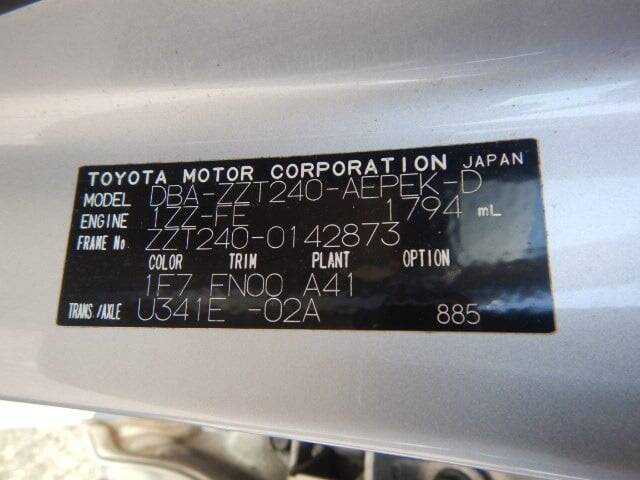 TOYOTA MOTOR CORPORATION JAPAN
MODEL DBA-ZZT240-AEPEK-D
ENGINE 1ZZ-FE 1794 mL
FRAME No. ZZT240-0142873
COLOR TRIM PLANT OPTION
1E7 FN00 A41
TRANS./AXLE U341E -02A 885